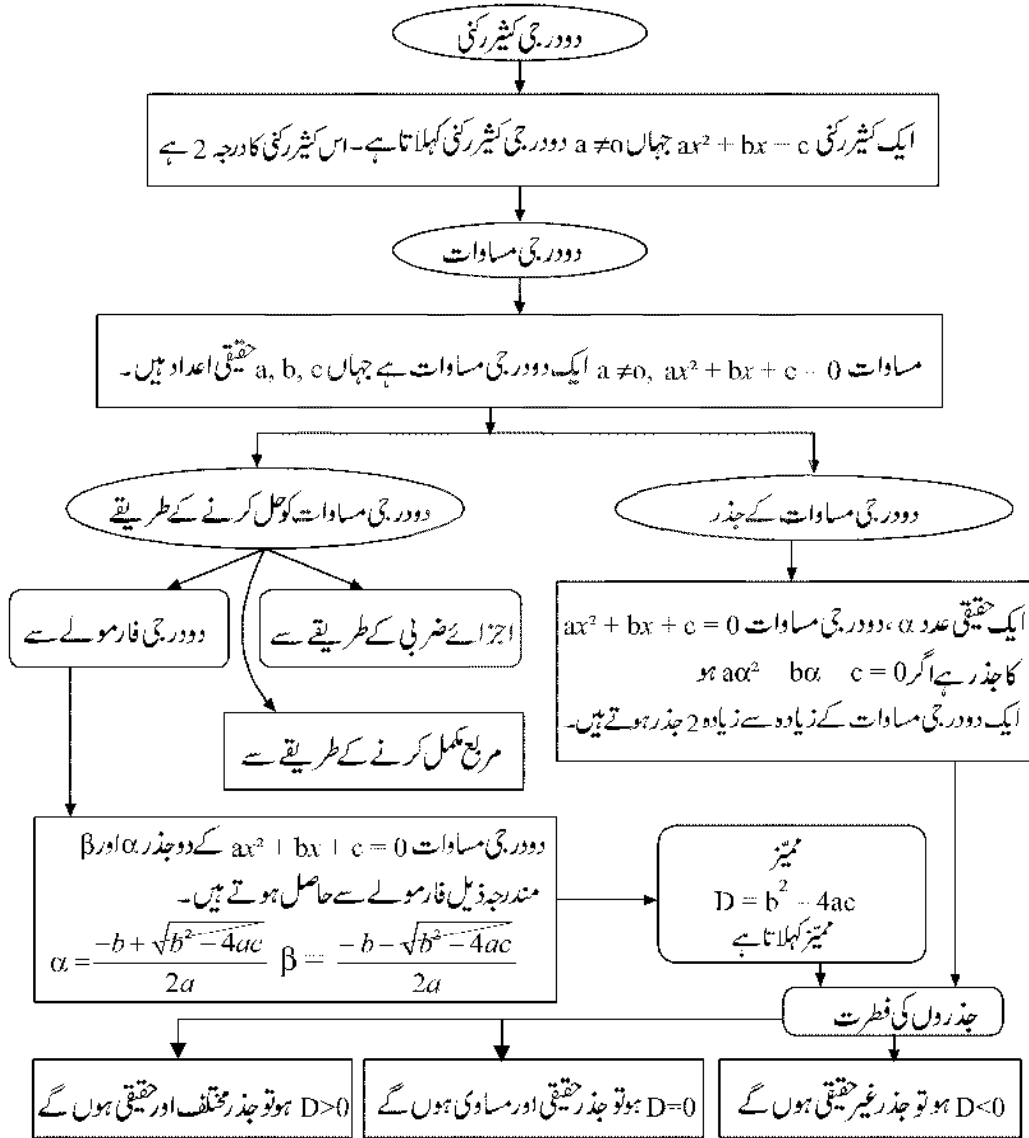 دو درجی کثیر رکنی
ایک کثیر رکنی ax² + bx − c جہاں a ≠o دو درجی کثیر رکنی کہلاتا ہے۔ اس کثیر رکنی کا درجہ 2 ہے
دو درجی مساوات
مساوات a ≠o, ax² + bx + c − 0 ایک دو درجی مساوات ہے جہاں a, b, c حقیقی اعداد ہیں۔
دو درجی مساوات کے جذر
ایک حقیقی عدد α، دو درجی مساوات ax² + bx + c = 0
کا جذر ہے اگر aα² bα c = 0 ہو
ایک دو درجی مساوات کے زیادہ سے زیادہ 2 جذر ہوتے ہیں۔
دو درجی مساوات کو حل کرنے کے طریقے
اجزائے ضربی کے طریقے سے
دو درجی فارمولے سے
مربع مکمل کرنے کے طریقے سے
دو درجی مساوات ax² + bx + c = 0 کے دو جذر α اور β
مندرجہ ذیل فارمولے سے حاصل ہوتے ہیں۔
α = (−b + √(b² − 4ac))/2a β = (−b − √(b² − 4ac))/2a
ممیّز
D = b² − 4ac
ممیّز کہلاتا ہے
جذروں کی فطرت
D<0 ہو تو جذر غیر حقیقی ہوں گے
D=0 ہو تو جذر حقیقی اور مساوی ہوں گے
D>0 ہو تو جذر مختلف اور حقیقی ہوں گے